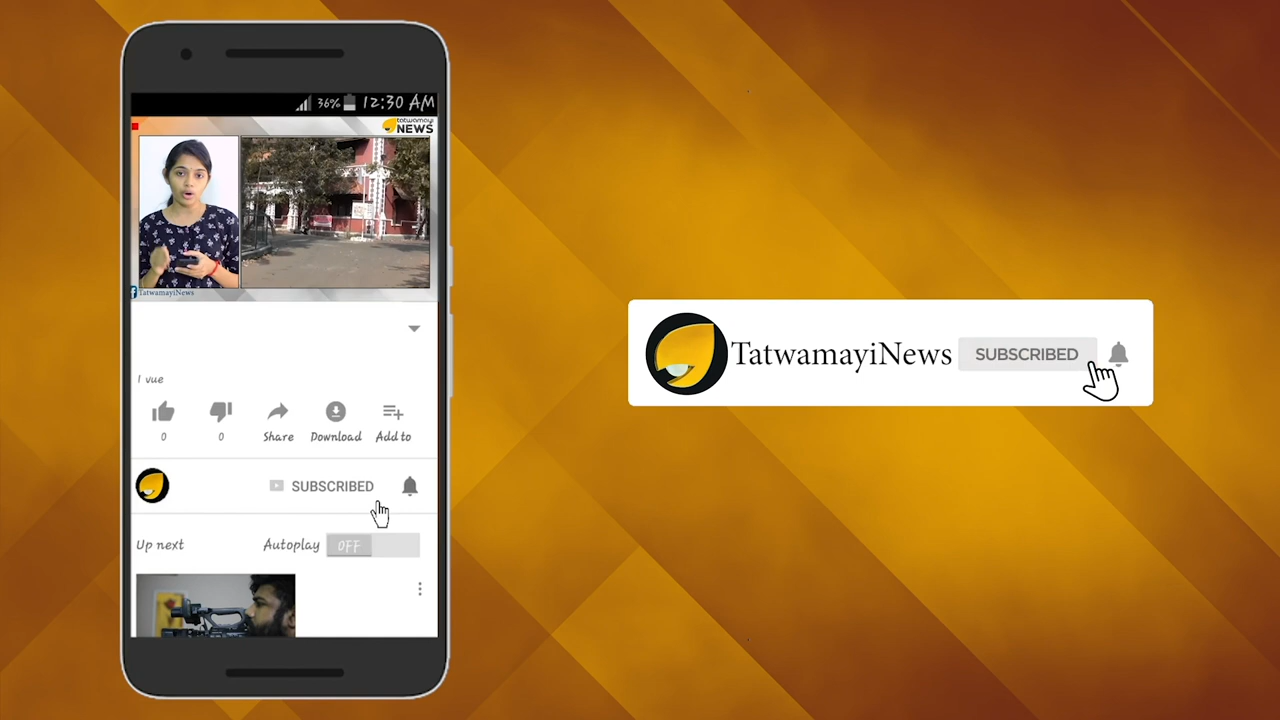 36% 12:30 AM
tatwamayi
NEWS
TatwamayiNews
1 vue
0
0
Share
Download
Add to
SUBSCRIBED
Up next
Autoplay
OFF
TatwamayiNews
SUBSCRIBED